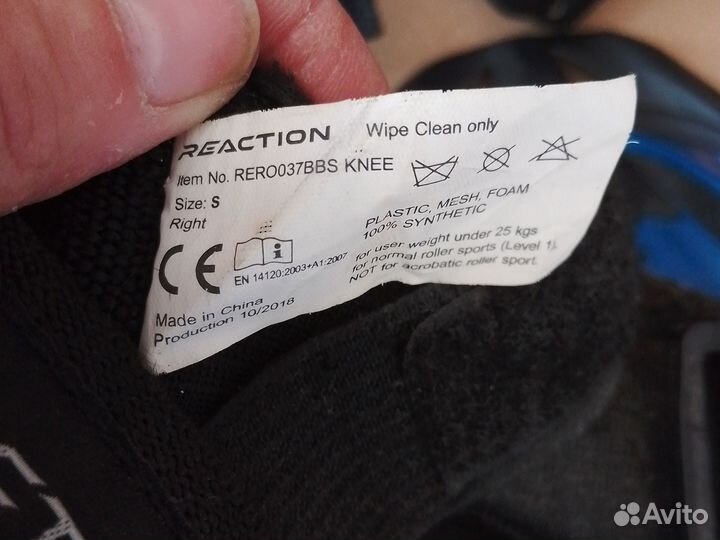 REACTION
Wipe Clean only
Item No. RERO037BBS KNEE
Size: S
Right
PLASTIC, MESH, FOAM
100% SYNTHETIC
CE
i
EN 14120:2003+A1:2007
for user weight under 25 kgs
for normal roller sports (Level 1).
NOT for acrobatic roller sport.
Made in China
Production 10/2018
Avito